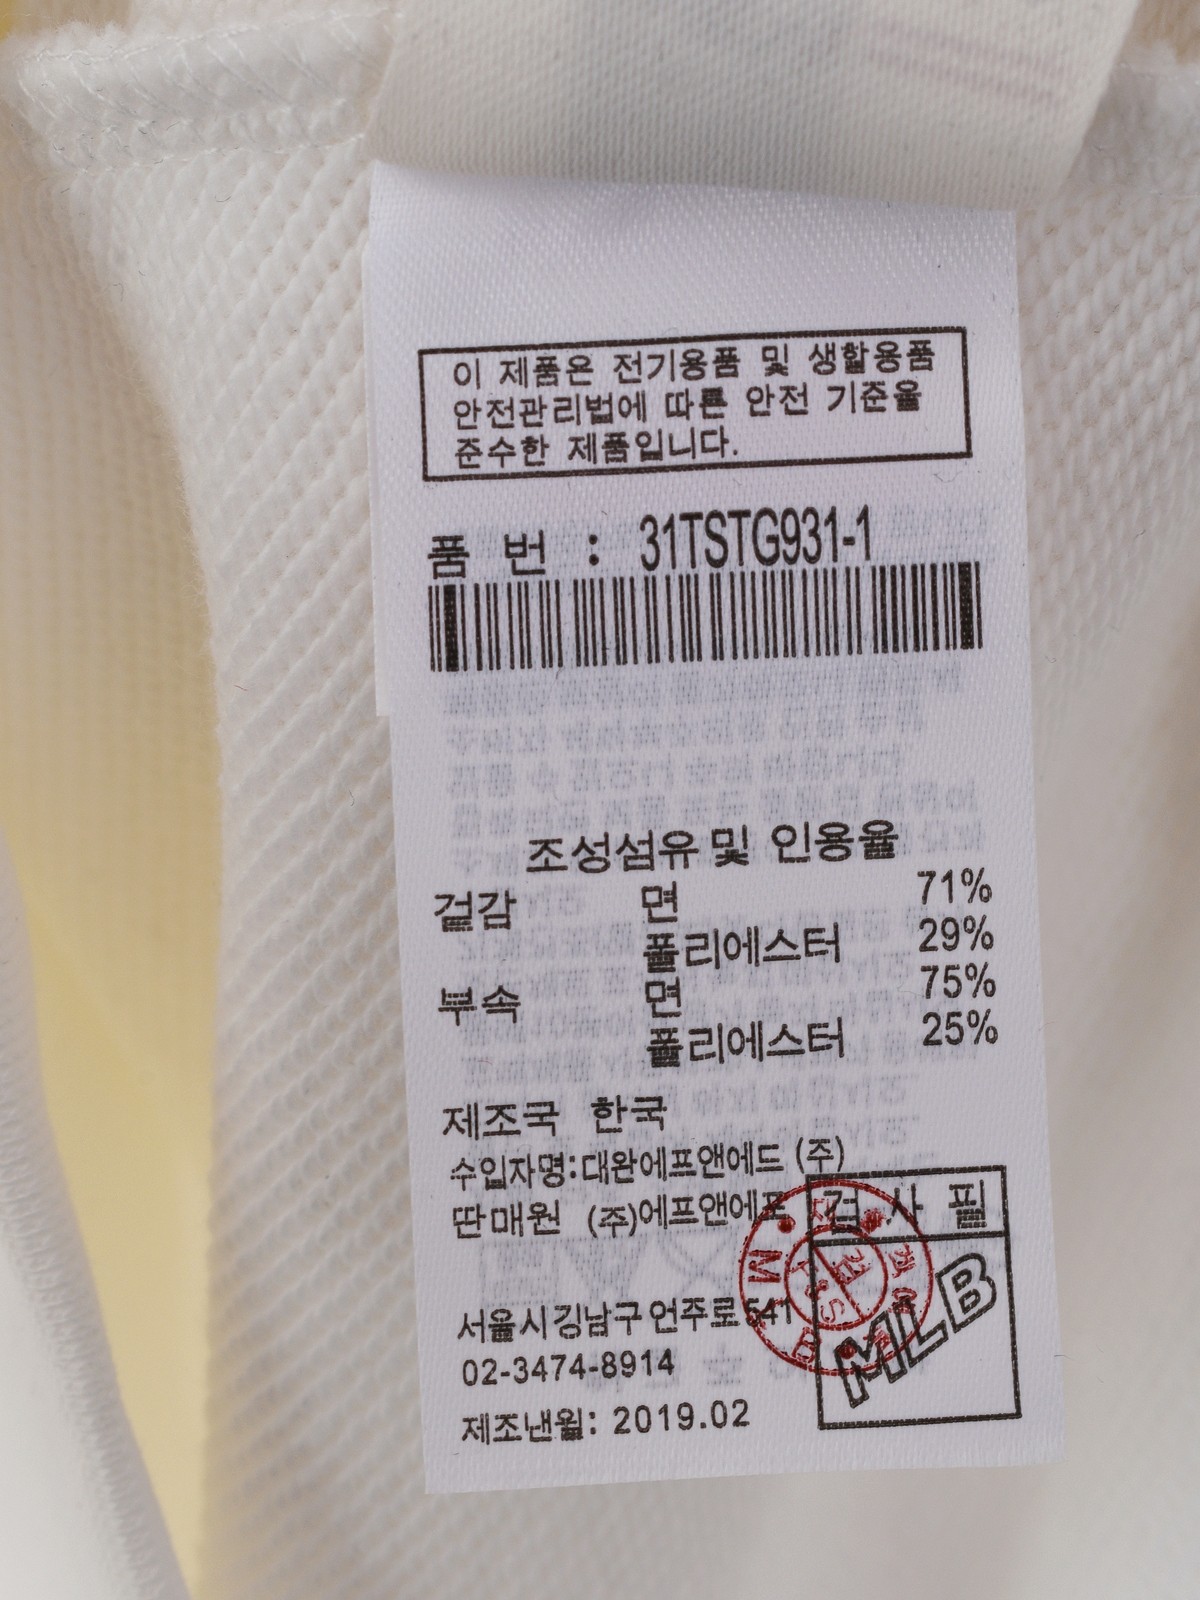 이 제품은 전기용품 및 생활용품
안전관리법에 따른 안전 기준을
준수한 제품입니다.
품 번 : 31TSTG931-1
조성섬유 및 인용율
겉감 면 71%
폴리에스터 29%
부속 면 75%
폴리에스터 25%
제조국 한국
수입자명:대완에프앤에드 (주)
딴매원 (주)에프앤에프
검사필
MLB
서울시깅남구언주로541
02-3474-8914
제조낸월: 2019.02